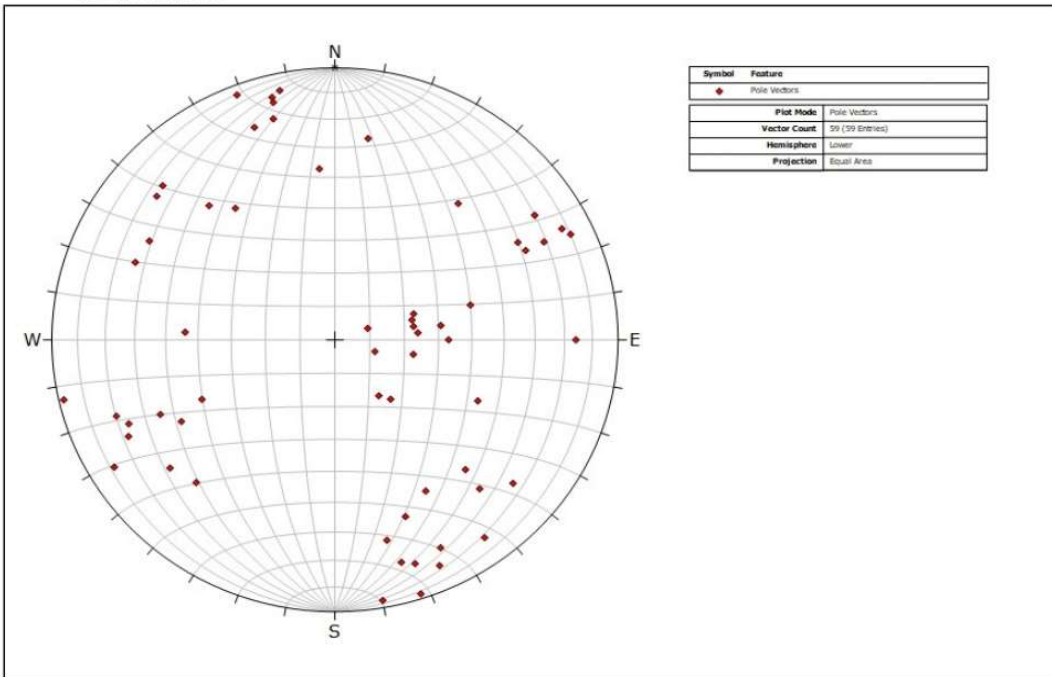 N
W
E
S
Symbol Feature
Pole Vectors
Plot Mode Pole Vectors
Vector Count 59 (59 Entries)
Hemisphere Lower
Projection Equal Area